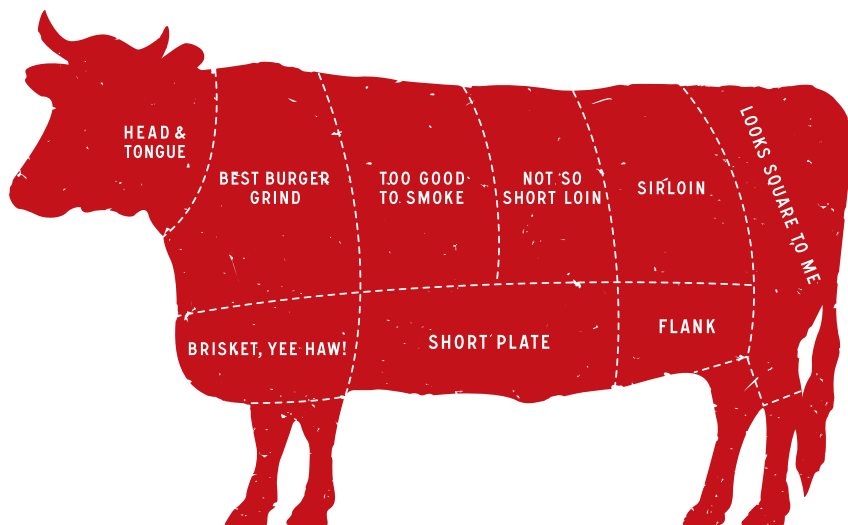 HEAD &
TONGUE
BEST BURGER
GRIND
TOO GOOD
TO SMOKE
NOT SO
SHORT LOIN
SIRLOIN
LOOKS SQUARE TO ME
BRISKET, YEE HAW!
SHORT PLATE
FLANK